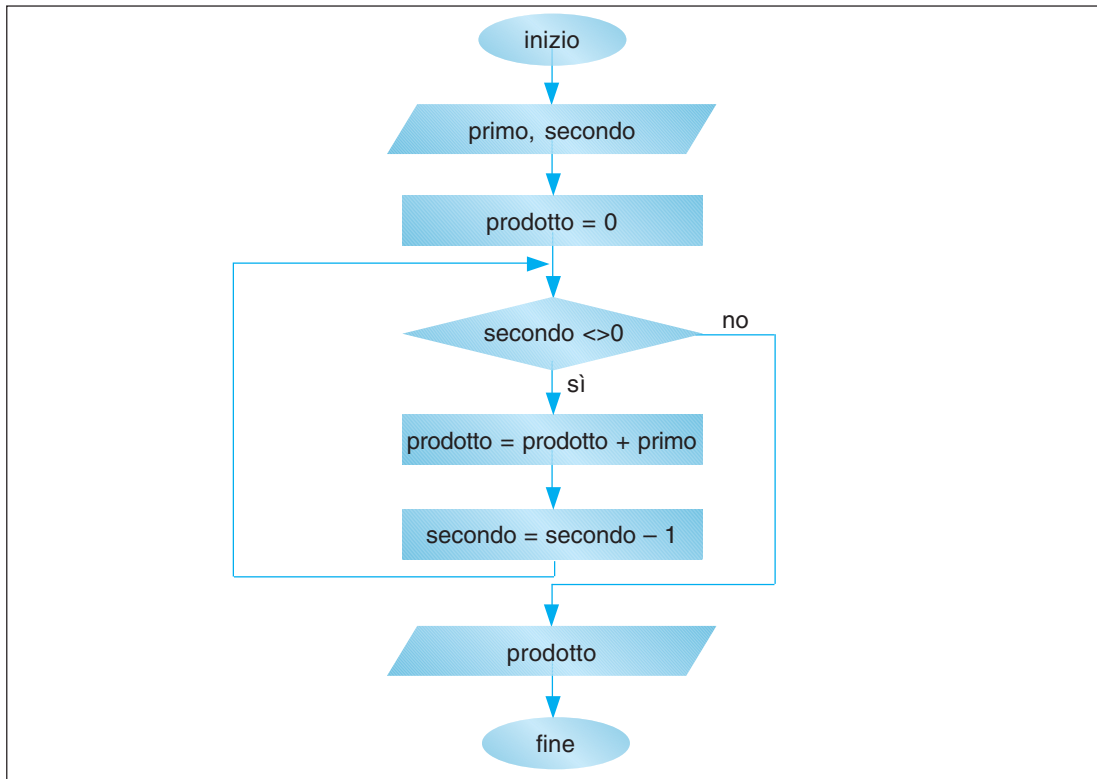 inizio
primo, secondo
prodotto = 0
secondo <>0
no
sì
prodotto = prodotto + primo
secondo = secondo – 1
prodotto
fine